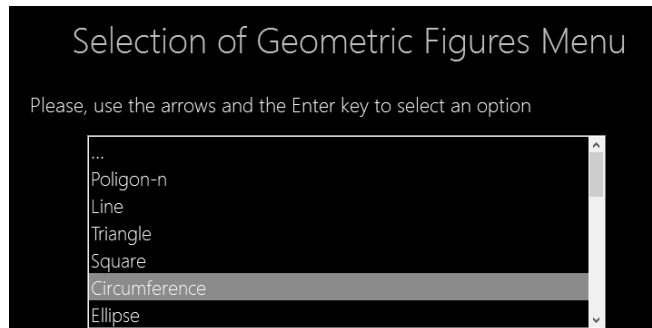 Selection of Geometric Figures Menu
Please, use the arrows and the Enter key to select an option
...
Poligon-n
Line
Triangle
Square
Circumference
Ellipse